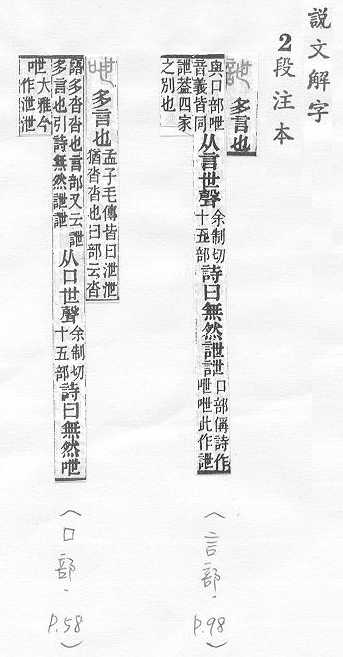 說文解字
2段注本
詍多言也
與口部呭
音義皆同
从言世聲
余制切
十五部
詩曰無然詍詍
口部偁詩作
呭呭此作詍
詍葢四家
之別也
(言部.
P.98)
呭多言也
孟子毛傳皆曰泄泄
猶沓沓也曰部云沓
語多沓沓也言部又云詍
多言也引詩無然詍詍
从口世聲
余制切
十五部
詩曰無然呭
大雅今
作泄泄
(口部.
P.58)